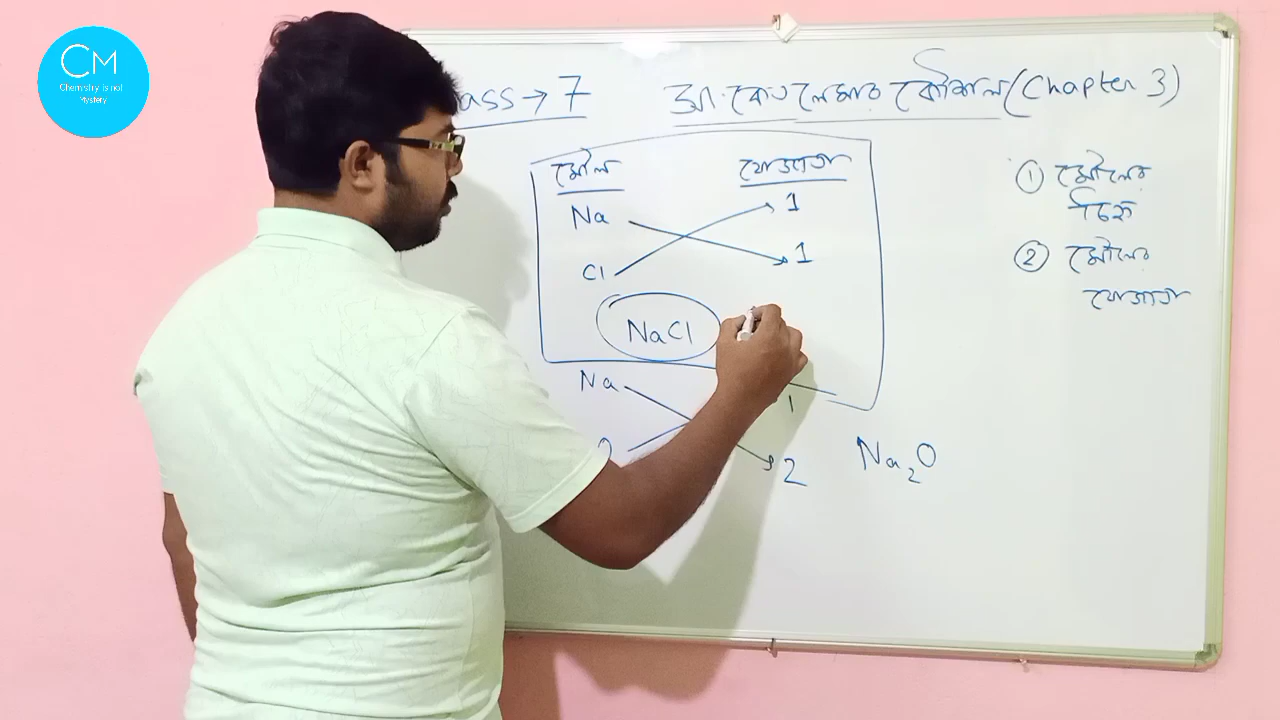 CM
Chemistry is not
Mystery
ass → 7
আ. কোড লেখার কৌশল (Chapter 3)
মৌল যোজ্যতা
Na 1
Cl 1
NaCl
Na 1
2
Na₂O
① মৌলের
চিহ্ন
② মৌলের
যোজ্যতা